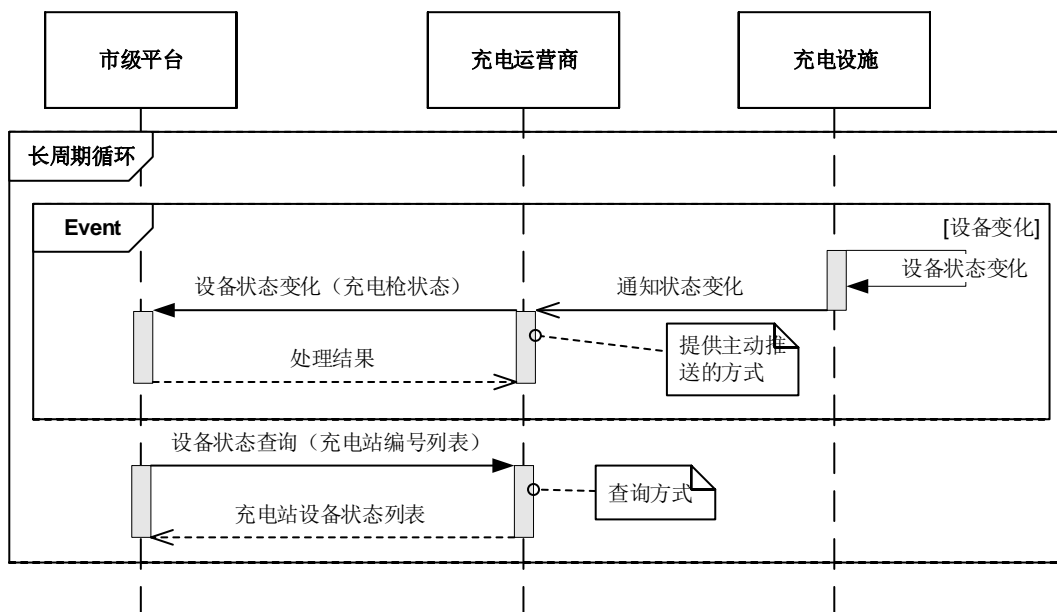 市级平台
充电运营商
充电设施
长周期循环
Event
[设备变化]
设备状态变化
设备状态变化（充电枪状态）
通知状态变化
提供主动推
送的方式
处理结果
设备状态查询（充电站编号列表）
查询方式
充电站设备状态列表